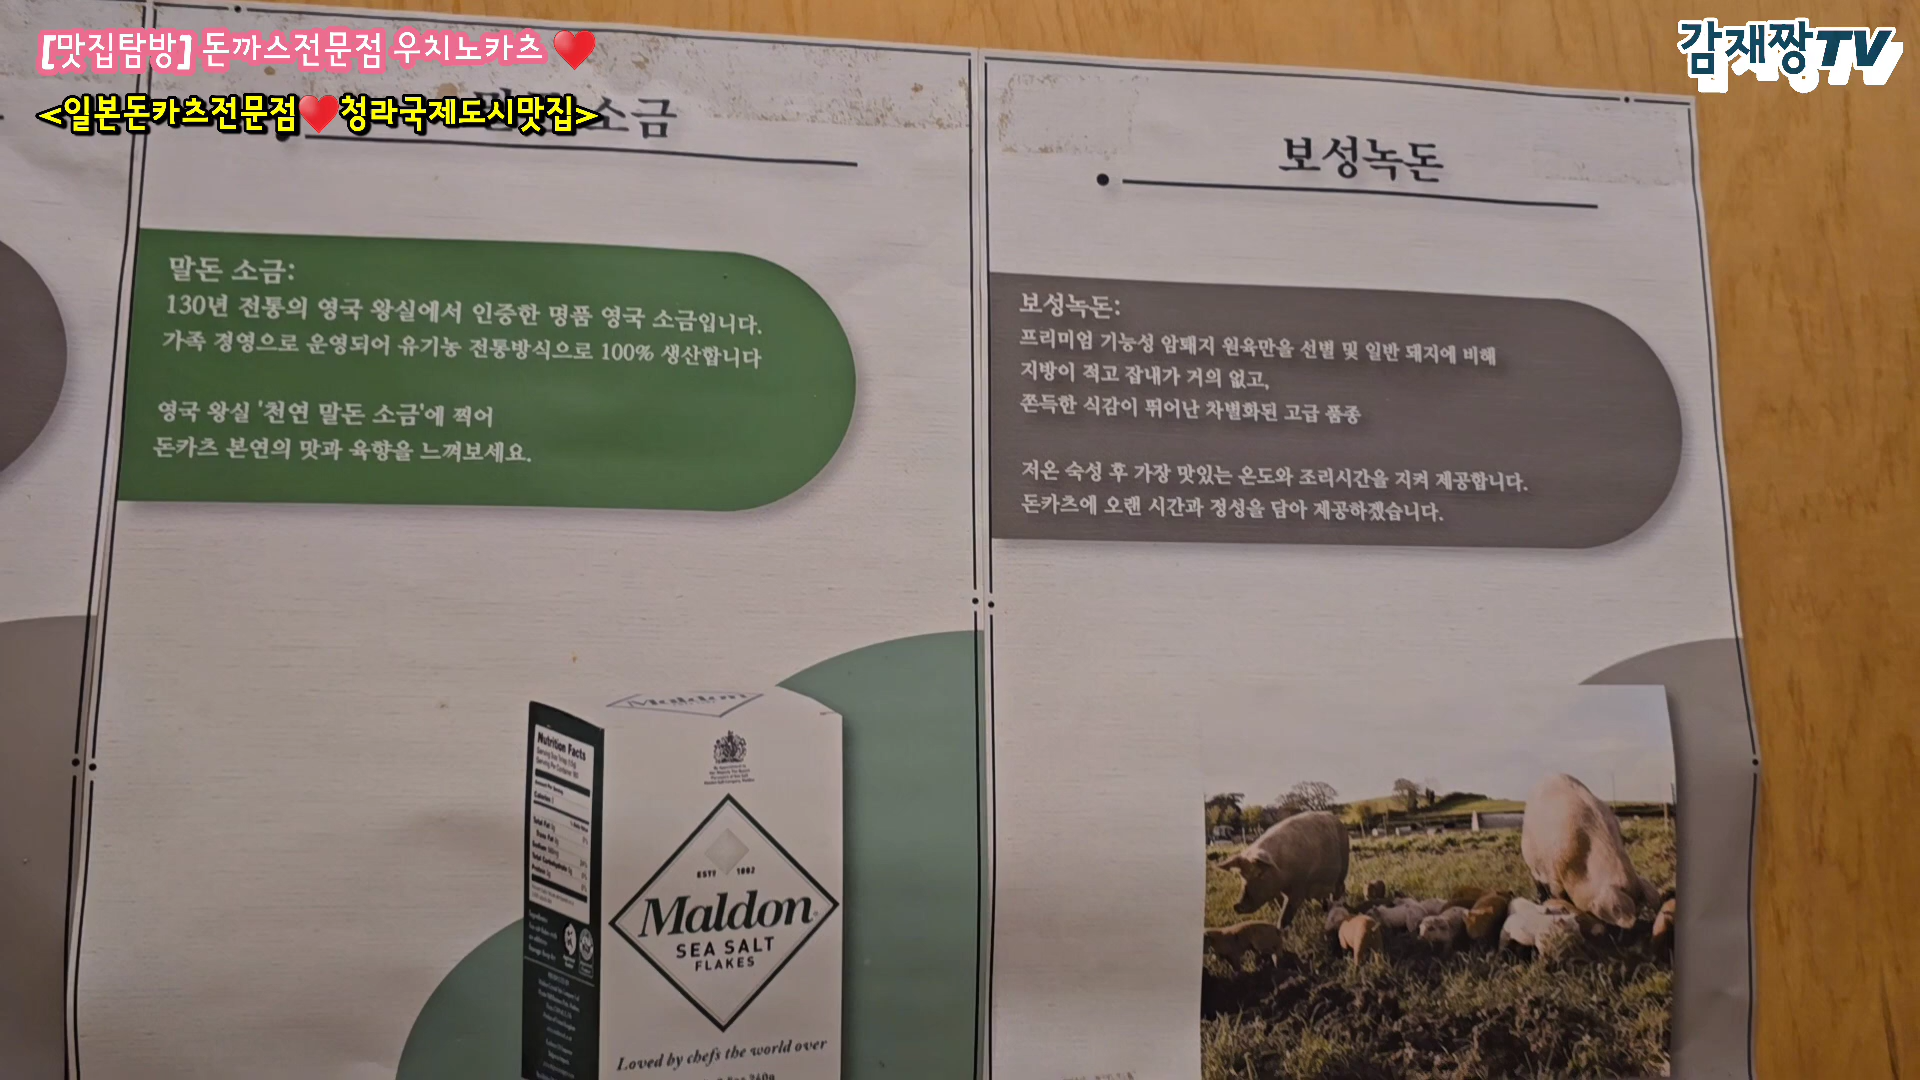 [맛집탐방] 돈까스전문점 우치노카츠
<일본돈카츠전문점 청라국제도시맛집>
감재짱TV
소금
말돈 소금:
130년 전통의 영국 왕실에서 인증한 명품 영국 소금입니다.
가족 경영으로 운영되어 유기농 전통방식으로 100% 생산합니다
영국 왕실 '천연 말돈 소금'에 찍어
돈카츠 본연의 맛과 육향을 느껴보세요.
보성녹돈
보성녹돈:
프리미엄 기능성 암퇘지 원육만을 선별 및 일반 돼지에 비해
지방이 적고 잡내가 거의 없고,
쫀득한 식감이 뛰어난 차별화된 고급 품종
저온 숙성 후 가장 맛있는 온도와 조리시간을 지켜 제공합니다.
돈카츠에 오랜 시간과 정성을 담아 제공하겠습니다.
Maldon
Nutrition Facts
ESTD 1882
Maldon
SEA SALT
FLAKES
Loved by chefs the world over